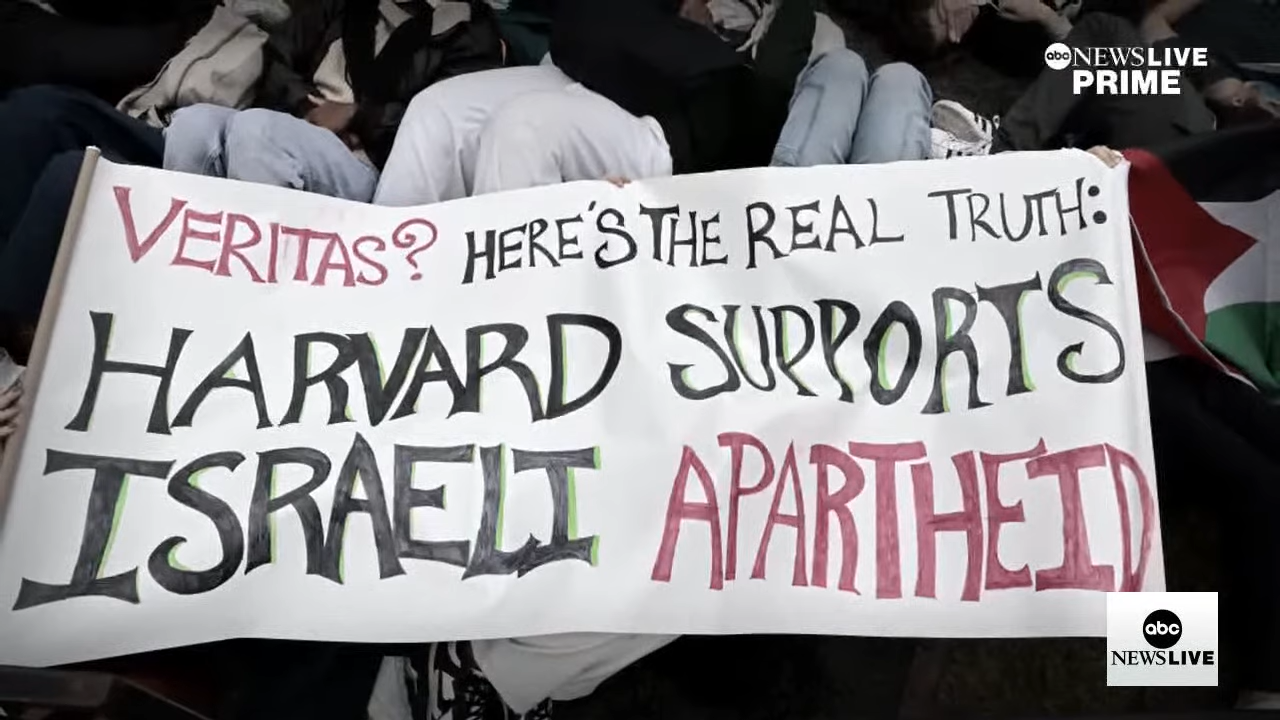 abc NEWS LIVE
PRIME
VERITAS? HERE'S THE REAL TRUTH:
HARVARD SUPPORTS
ISRAELI APARTHEID
abc
NEWS LIVE